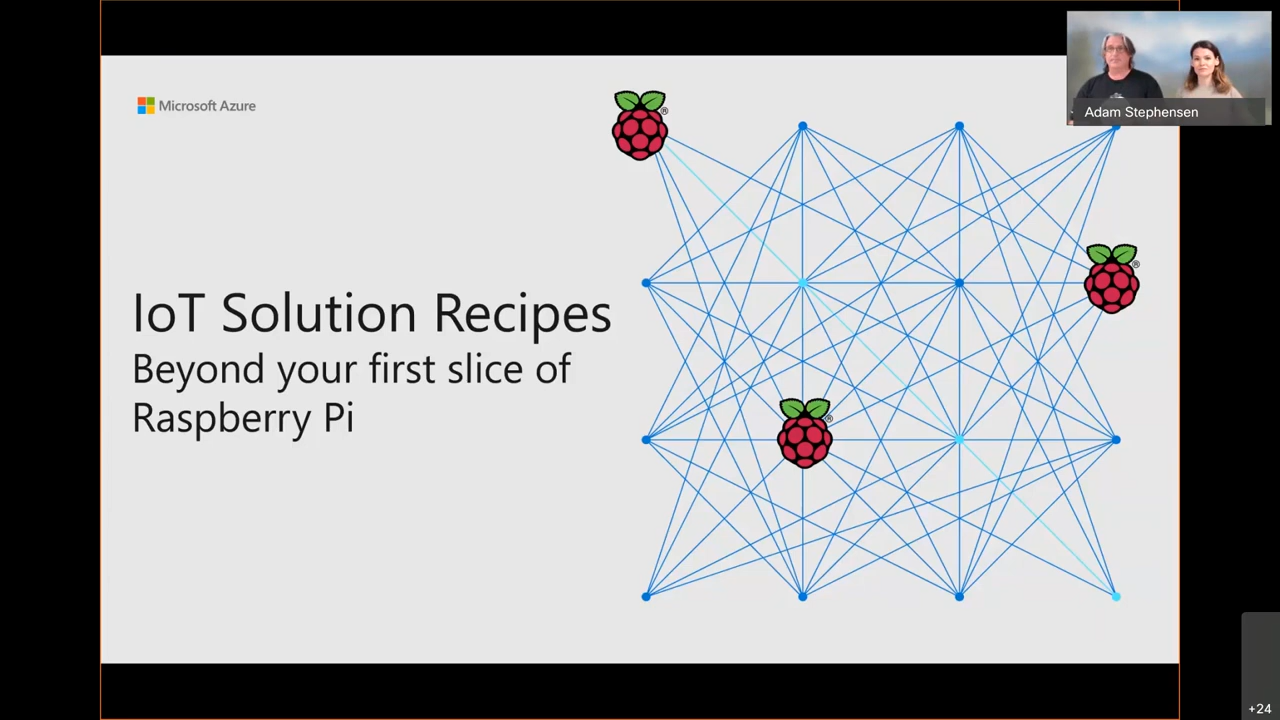 Microsoft Azure
Adam Stephensen
IoT Solution Recipes
Beyond your first slice of
Raspberry Pi
+24